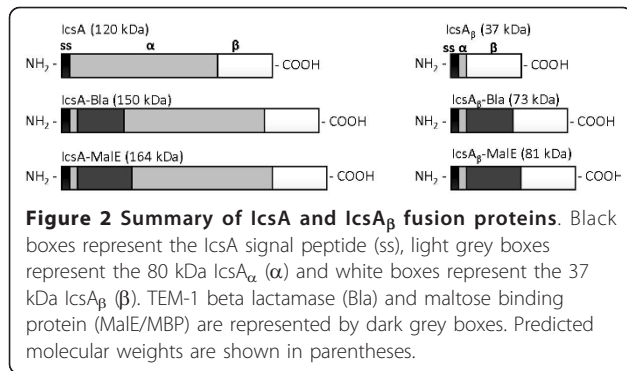 IcsA (120 kDa)
ss α β
NH₂ - - COOH
IcsA-Bla (150 kDa)
NH₂ - - COOH
IcsA-MalE (164 kDa)
NH₂ - - COOH
IcsAβ (37 kDa)
ss α β
NH₂ - - COOH
IcsAβ-Bla (73 kDa)
NH₂ - - COOH
IcsAβ-MalE (81 kDa)
NH₂ - - COOH
Figure 2 Summary of IcsA and IcsAβ fusion proteins. Black
boxes represent the IcsA signal peptide (ss), light grey boxes
represent the 80 kDa IcsAα (α) and white boxes represent the 37
kDa IcsAβ (β). TEM-1 beta lactamase (Bla) and maltose binding
protein (MalE/MBP) are represented by dark grey boxes. Predicted
molecular weights are shown in parentheses.